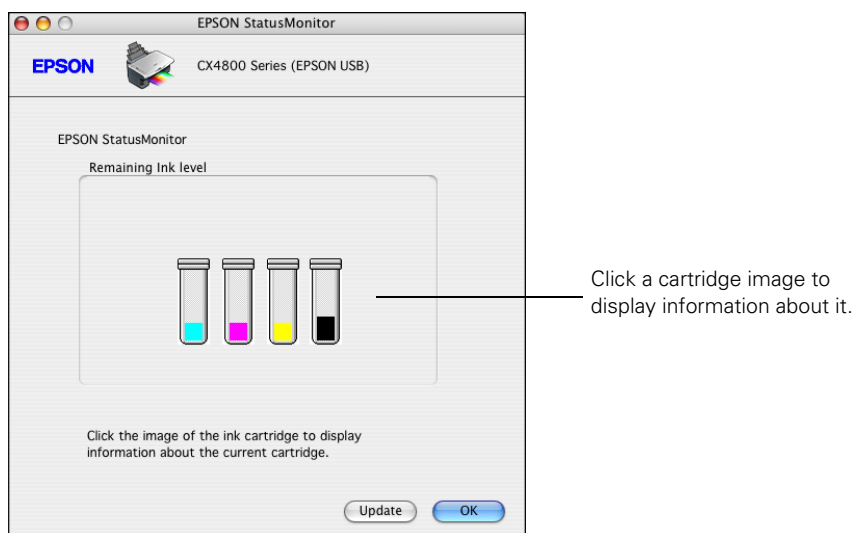 EPSON StatusMonitor
EPSON
CX4800 Series (EPSON USB)
EPSON StatusMonitor
Remaining Ink level
Click a cartridge image to
display information about it.
Click the image of the ink cartridge to display
information about the current cartridge.
Update
OK